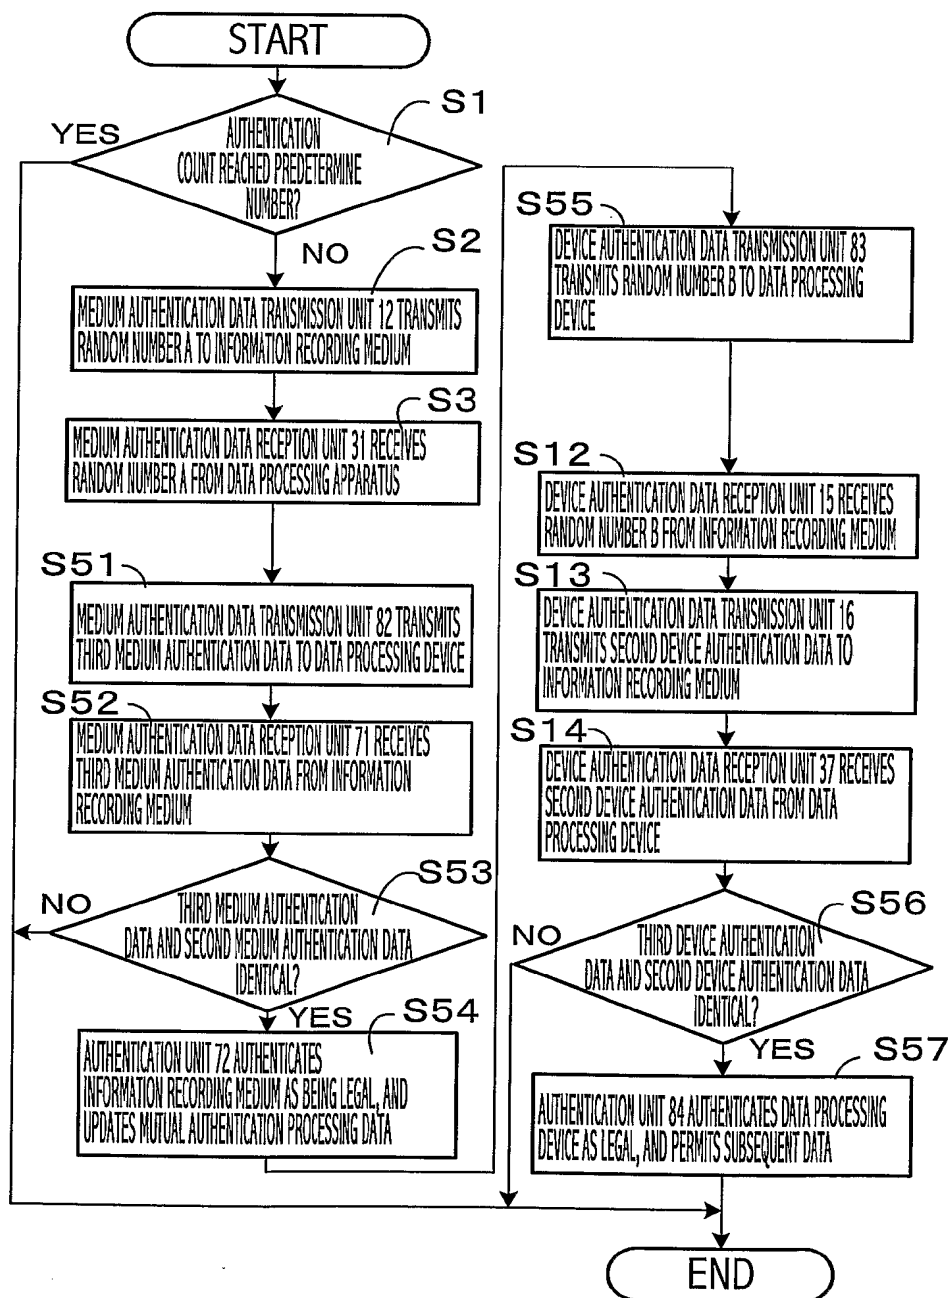 START
S1
YES
AUTHENTICATION
COUNT REACHED PREDETERMINE
NUMBER?
NO
S2
MEDIUM AUTHENTICATION DATA TRANSMISSION UNIT 12 TRANSMITS
RANDOM NUMBER A TO INFORMATION RECORDING MEDIUM
S3
MEDIUM AUTHENTICATION DATA RECEPTION UNIT 31 RECEIVES
RANDOM NUMBER A FROM DATA PROCESSING APPARATUS
S51
MEDIUM AUTHENTICATION DATA TRANSMISSION UNIT 82 TRANSMITS
THIRD MEDIUM AUTHENTICATION DATA TO DATA PROCESSING DEVICE
S52
MEDIUM AUTHENTICATION DATA RECEPTION UNIT 71 RECEIVES
THIRD MEDIUM AUTHENTICATION DATA FROM INFORMATION
RECORDING MEDIUM
S53
NO
THIRD MEDIUM AUTHENTICATION
DATA AND SECOND MEDIUM AUTHENTICATION DATA
IDENTICAL?
YES
S54
AUTHENTICATION UNIT 72 AUTHENTICATES
INFORMATION RECORDING MEDIUM AS BEING LEGAL, AND
UPDATES MUTUAL AUTHENTICATION PROCESSING DATA
S55
DEVICE AUTHENTICATION DATA TRANSMISSION UNIT 83
TRANSMITS RANDOM NUMBER B TO DATA PROCESSING
DEVICE
S12
DEVICE AUTHENTICATION DATA RECEPTION UNIT 15 RECEIVES
RANDOM NUMBER B FROM INFORMATION RECORDING MEDIUM
S13
DEVICE AUTHENTICATION DATA TRANSMISSION UNIT 16
TRANSMITS SECOND DEVICE AUTHENTICATION DATA TO
INFORMATION RECORDING MEDIUM
S14
DEVICE AUTHENTICATION DATA RECEPTION UNIT 37 RECEIVES
SECOND DEVICE AUTHENTICATION DATA FROM DATA
PROCESSING DEVICE
S56
NO
THIRD DEVICE AUTHENTICATION
DATA AND SECOND DEVICE AUTHENTICATION DATA
IDENTICAL?
YES
S57
AUTHENTICATION UNIT 84 AUTHENTICATES DATA PROCESSING
DEVICE AS LEGAL, AND PERMITS SUBSEQUENT DATA
END